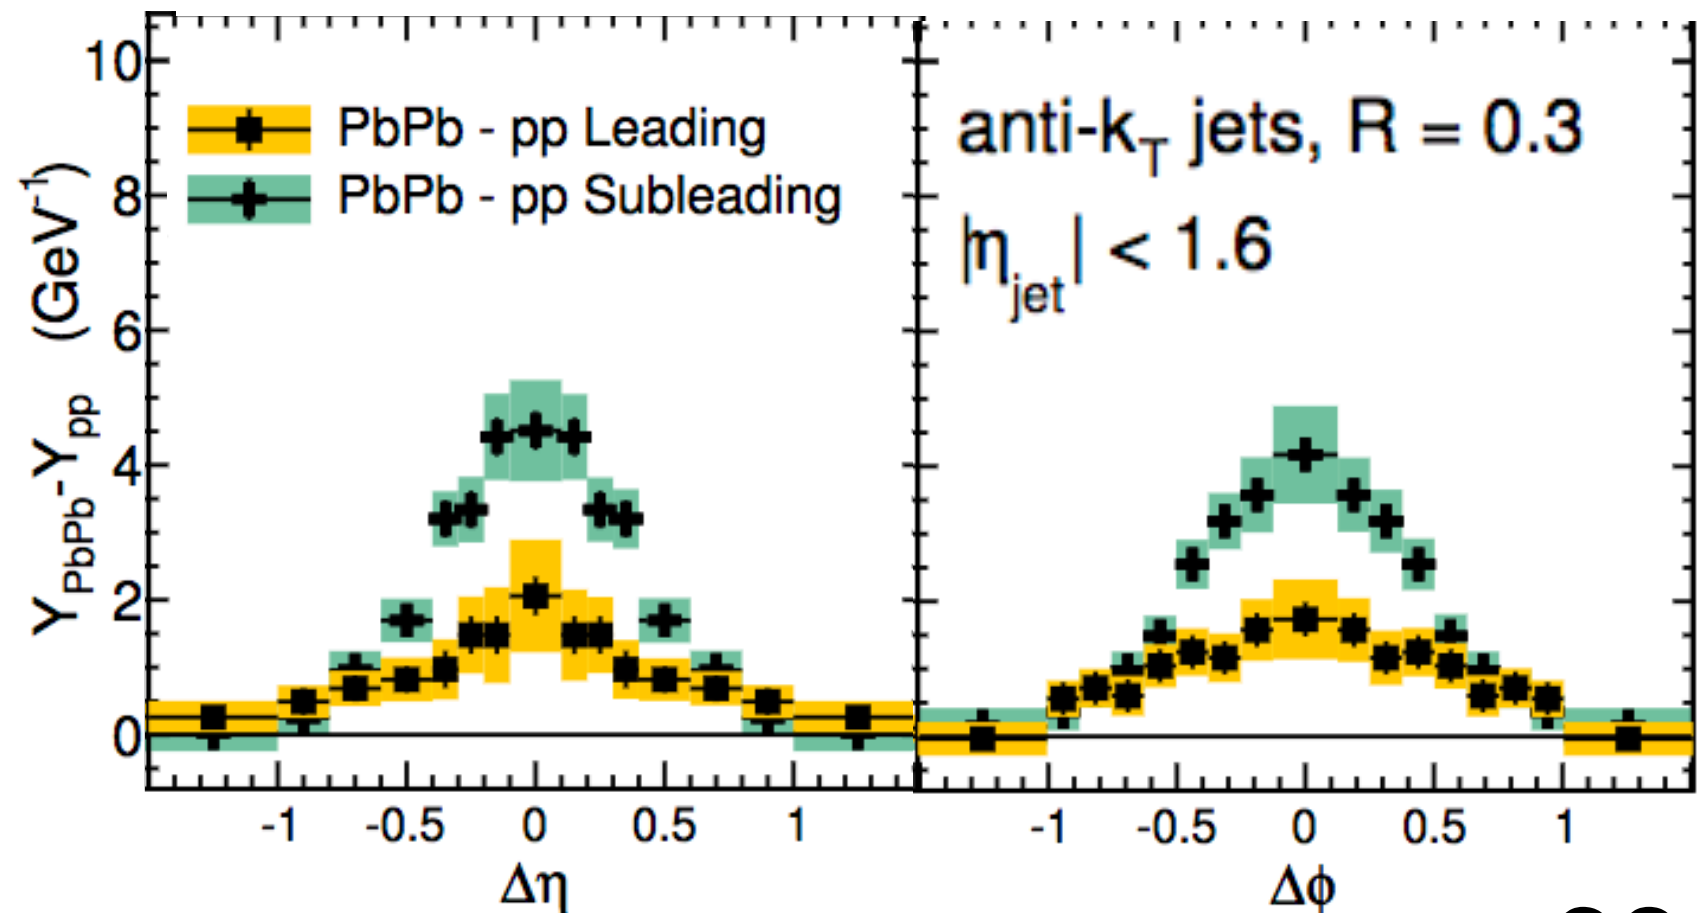 10
8
6
4
2
0
Y_PbPb-Y_pp (GeV^-1)
PbPb - pp Leading
PbPb - pp Subleading
-1 -0.5 0 0.5 1
Δη
anti-k_T jets, R = 0.3
|η_jet| < 1.6
-1 -0.5 0 0.5 1
Δϕ